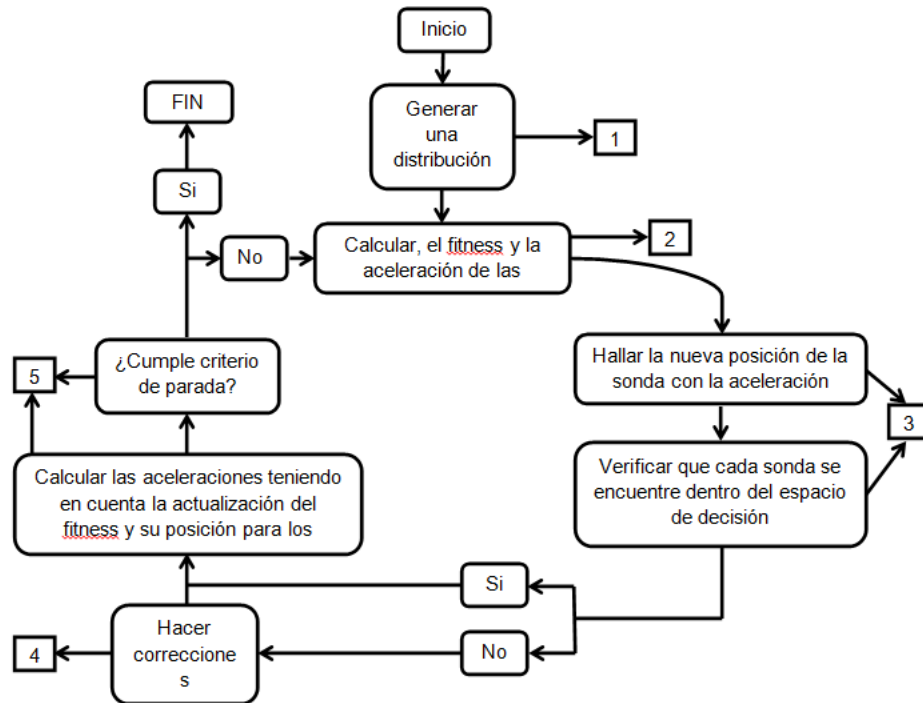 Inicio
Generar
una
distribución
1
Calcular, el fitness y la
aceleración de las
2
Hallar la nueva posición de la
sonda con la aceleración
3
Verificar que cada sonda se
encuentre dentro del espacio
de decisión
Si
No
Hacer
correccione
s
4
Calcular las aceleraciones teniendo
en cuenta la actualización del
fitness y su posición para los
5
¿Cumple criterio
de parada?
No
Si
FIN